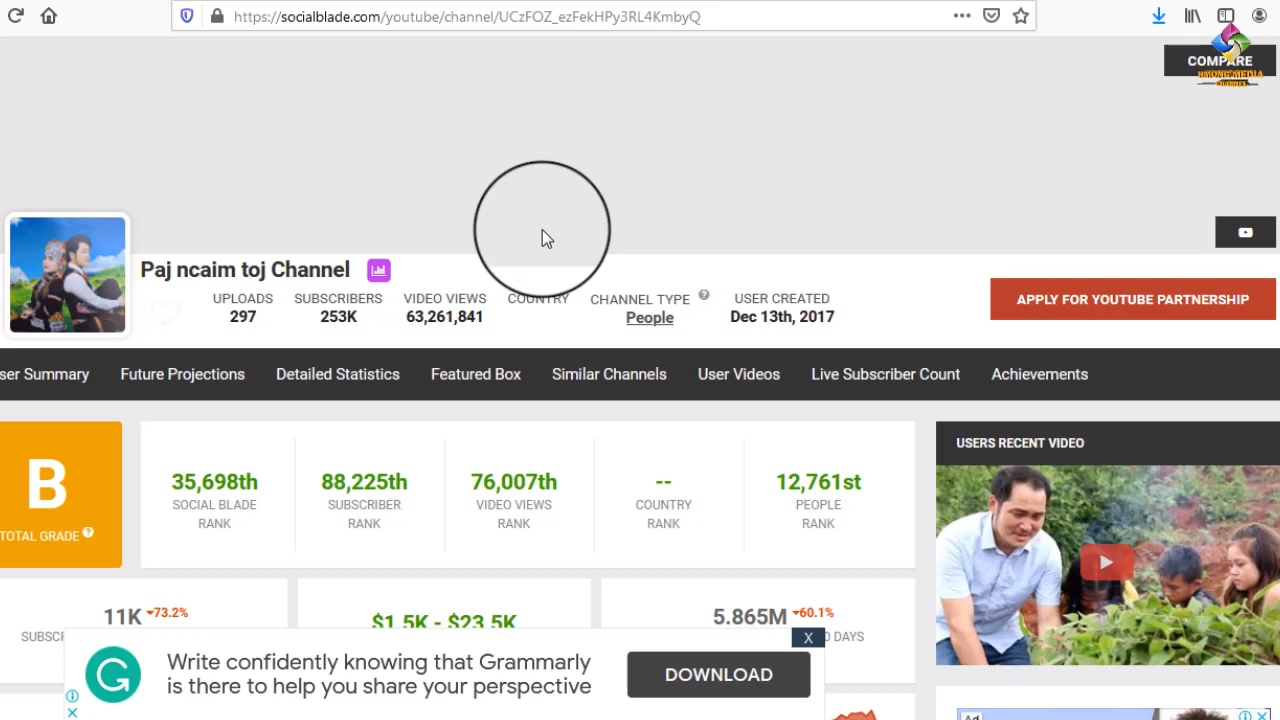 https://socialblade.com/youtube/channel/UCzFOZ_ezFekHPy3RL4KmbyQ
COMPARE
HMONG MEDIA
CHANNEL
Paj ncaim toj Channel
UPLOADS
297
SUBSCRIBERS
253K
VIDEO VIEWS
63,261,841
COUNTRY
CHANNEL TYPE
People
USER CREATED
Dec 13th, 2017
APPLY FOR YOUTUBE PARTNERSHIP
ser Summary Future Projections Detailed Statistics Featured Box Similar Channels User Videos Live Subscriber Count Achievements
B
TOTAL GRADE
35,698th
SOCIAL BLADE
RANK
88,225th
SUBSCRIBER
RANK
76,007th
VIDEO VIEWS
RANK
--
COUNTRY
RANK
12,761st
PEOPLE
RANK
USERS RECENT VIDEO
11K 73.2%
SUBSC
$1.5K - $23.5K
5.865M 60.1%
DAYS
X
Write confidently knowing that Grammarly
is there to help you share your perspective
DOWNLOAD
Ad